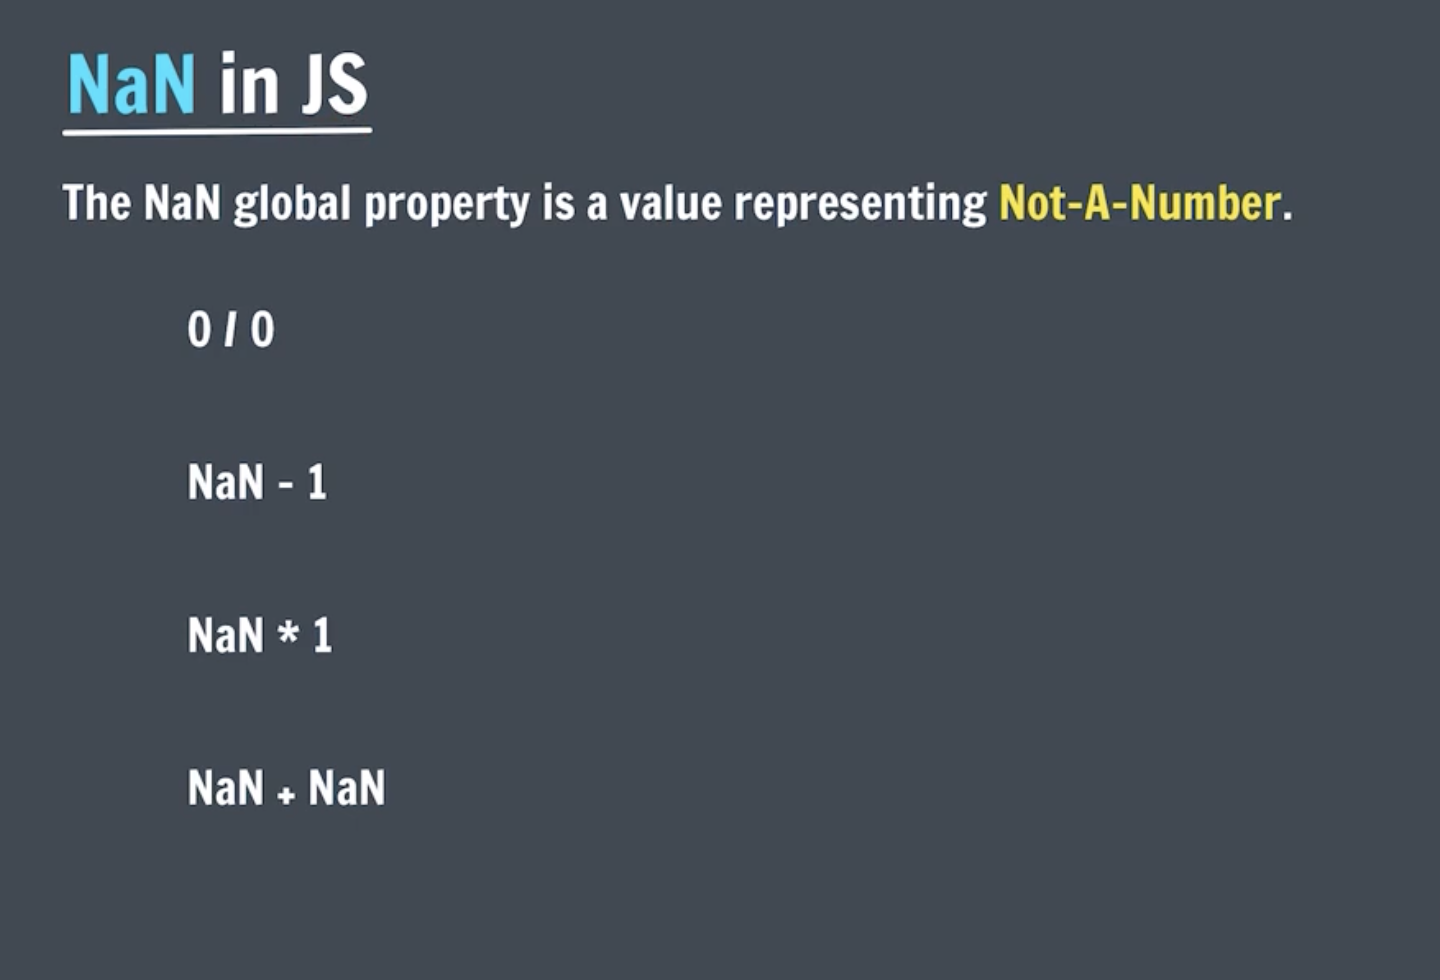 NaN in JS
The NaN global property is a value representing Not-A-Number.
0 / 0
NaN - 1
NaN * 1
NaN + NaN